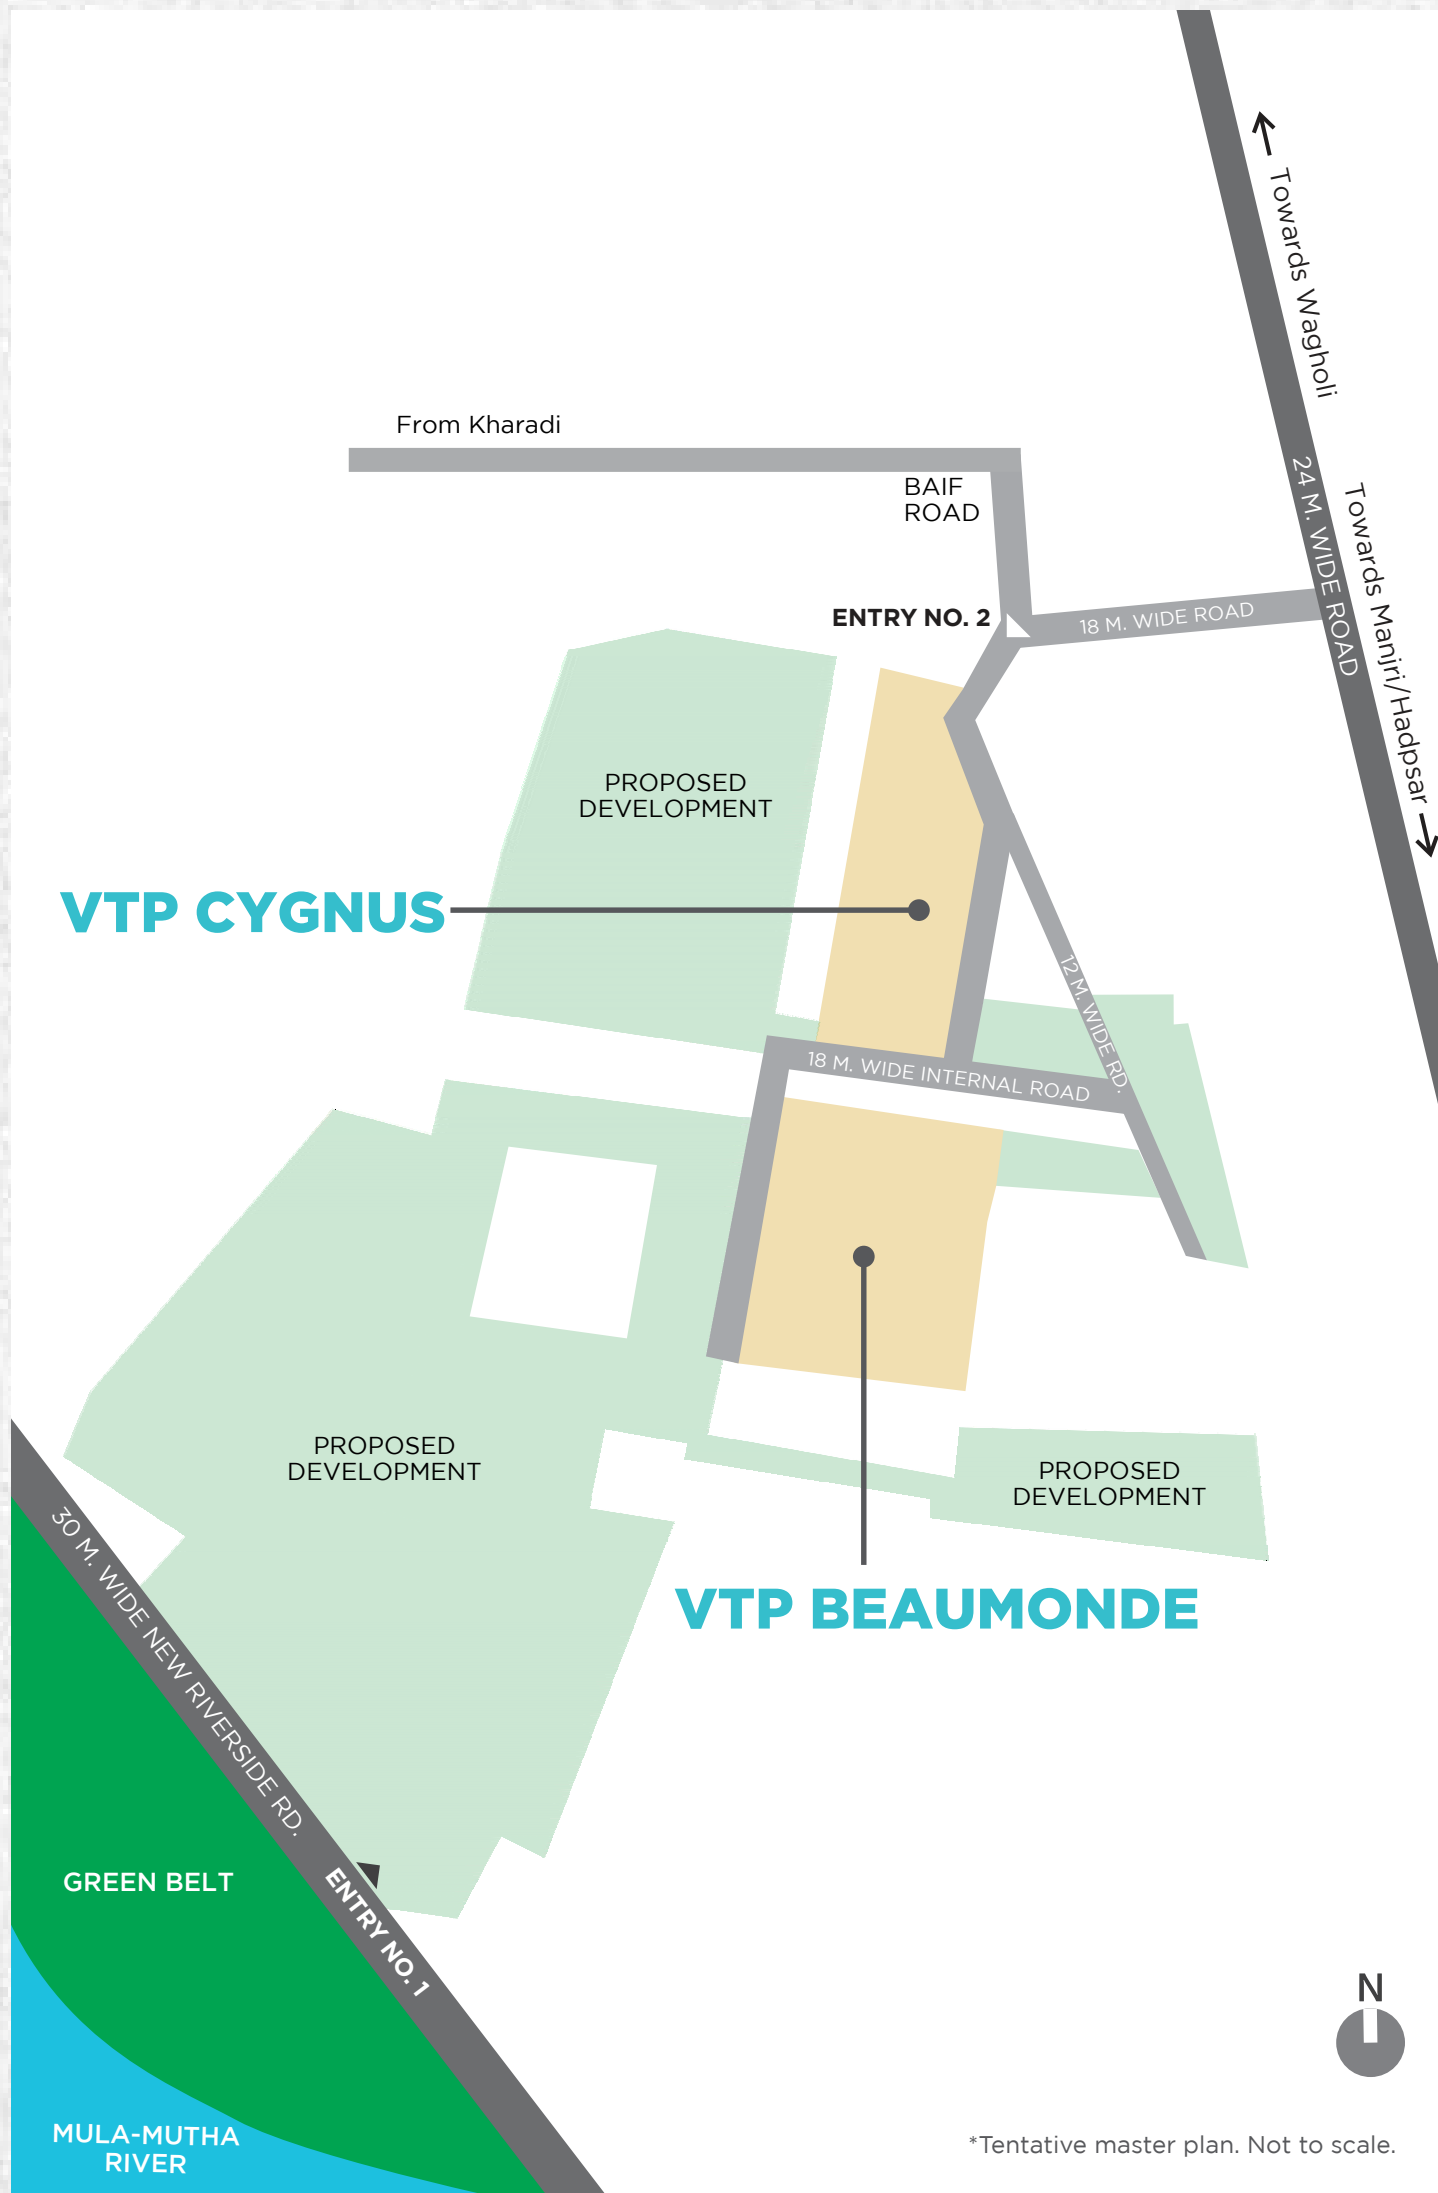 Towards Wagholi
From Kharadi
24 M. WIDE ROAD
BAIF
ROAD
Towards Manjri/Hadpsar
ENTRY NO. 2
18 M. WIDE ROAD
PROPOSED
DEVELOPMENT
VTP CYGNUS
12 M. WIDE RD.
18 M. WIDE INTERNAL ROAD
PROPOSED
DEVELOPMENT
PROPOSED
DEVELOPMENT
30 M. WIDE NEW RIVERSIDE RD.
VTP BEAUMONDE
GREEN BELT
ENTRY NO. 1
N
MULA-MUTHA
RIVER
*Tentative master plan. Not to scale.